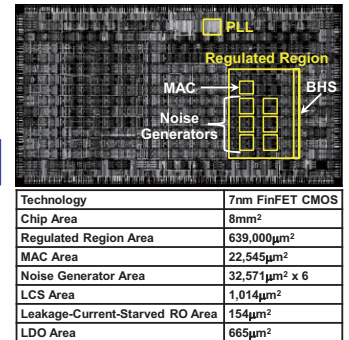 PLL
Regulated Region
MAC
BHS
Noise
Generators
Technology 7nm FinFET CMOS
Chip Area 8mm²
Regulated Region Area 639,000µm²
MAC Area 22,545µm²
Noise Generator Area 32,571µm² x 6
LCS Area 1,014µm²
Leakage-Current-Starved RO Area 154µm²
LDO Area 665µm²